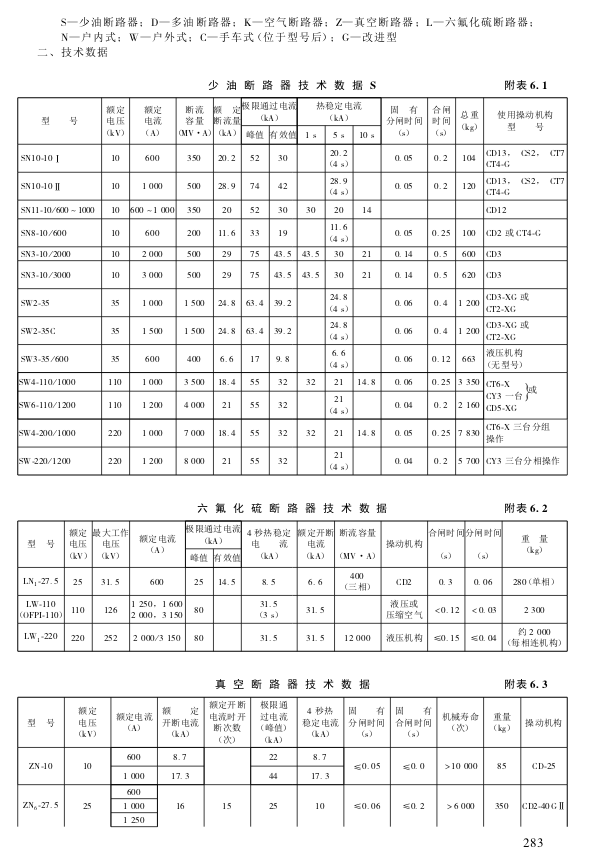 S—少油断路器；D—多油断路器；K—空气断路器；Z—真空断路器；L—六氟化硫断路器；
N—户内式；W—户外式；C—手车式(位于型号后)；G—改进型
二、技术数据
少油断路器技术数据S 附表6.1
型 号 额定电压(kV) 额定电流(A) 断流容量(MV·A) 额定断流量(kA) 极限通过电流(kA) 峰值 有效值 热稳定电流(kA) 1 s 5 s 10 s 固有分闸时间(s) 合闸时间(s) 总重(kg) 使用操动机构型 号
SN10-10Ⅰ 10 600 350 20.2 52 30 20.2(4 s) 0.05 0.2 104 CD13， CS2， CT7 CT4-G
SN10-10Ⅱ 10 1 000 500 28.9 74 42 28.9(4 s) 0.05 0.2 120 CD13， CS2， CT7 CT4-G
SN11-10/600～1000 10 600～1 000 350 20 52 30 30 20 14 CD12
SN8-10/600 10 600 200 11.6 33 19 11.6(4 s) 0.05 0.25 100 CD2 或 CT4-G
SN3-10/2000 10 2 000 500 29 75 43.5 43.5 30 21 0.14 0.5 600 CD3
SN3-10/3000 10 3 000 500 29 75 43.5 43.5 30 21 0.14 0.5 620 CD3
SW2-35 35 1 000 1 500 24.8 63.4 39.2 24.8(4 s) 0.06 0.4 1 200 CD3-XG 或 CT2-XG
SW2-35C 35 1 500 1 500 24.8 63.4 39.2 24.8(4 s) 0.06 0.4 1 200 CD3-XG 或 CT2-XG
SW3-35/600 35 600 400 6.6 17 9.8 6.6(4 s) 0.06 0.12 663 液压机构(无型号)
SW4-110/1000 110 1 000 3 500 18.4 55 32 32 21 14.8 0.06 0.25 3 350 CT6-X CY3 一台 CD5-XG }或
SW6-110/1200 110 1 200 4 000 21 55 32 21(4 s) 0.04 0.2 2 160
SW4-200/1000 220 1 000 7 000 18.4 55 32 32 21 14.8 0.05 0.25 7 830 CT6-X 三台分组操作
SW-220/1200 220 1 200 8 000 21 55 32 21(4 s) 0.04 0.2 5 700 CY3 三台分相操作
六氟化硫断路器技术数据 附表6.2
型 号 额定电压(kV) 最大工作电压(kV) 额定电流(A) 极限通过电流(kA) 峰值 有效值 4 秒热稳定电 流(kA) 额定开断电流(kA) 断流容量(MV·A) 操动机构 合闸时间(s) 分闸时间(s) 重 量(kg)
LN₁-27.5 25 31.5 600 25 14.5 8.5 6.6 400(三相) CD2 0.3 0.06 280(单相)
LW-110(OFPI-110) 110 126 1 250，1 600 2 000，3 150 80 31.5(3 s) 31.5 液压或压缩空气 <0.12 <0.03 2 300
LW₁-220 220 252 2 000/3 150 80 31.5 31.5 12 000 液压机构 ≤0.15 ≤0.04 约 2 000(每相连机构)
真空断路器技术数据 附表6.3
型 号 额定电压(kV) 额定电流(A) 额 定开断电流(kA) 额定开断电流时开断次数(次) 极限通过电流(峰值)(kA) 4 秒热稳定电流(kA) 固 有分闸时间(s) 固 有合闸时间(s) 机械寿命(次) 重量(kg) 操动机构
ZN-10 10 600 8.7 22 8.7 ≤0.05 ≤0.0 >10 000 85 CD-25
1 000 17.3 44 17.3
ZN₆-27.5 25 600 1 000 1 250 16 15 25 10 ≤0.06 ≤0.2 >6 000 350 CD2-40GⅡ
283